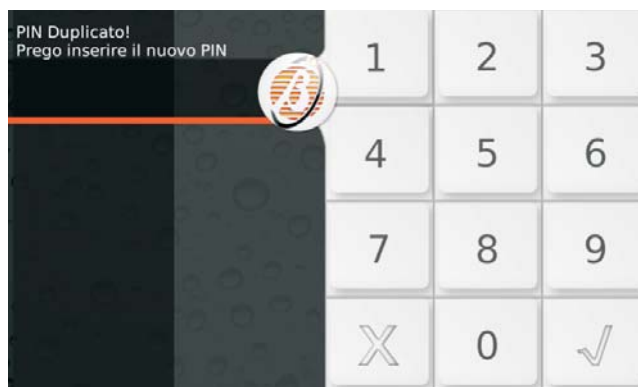 PIN Duplicato!
Prego inserire il nuovo PIN
1 2 3
4 5 6
7 8 9
X 0 √